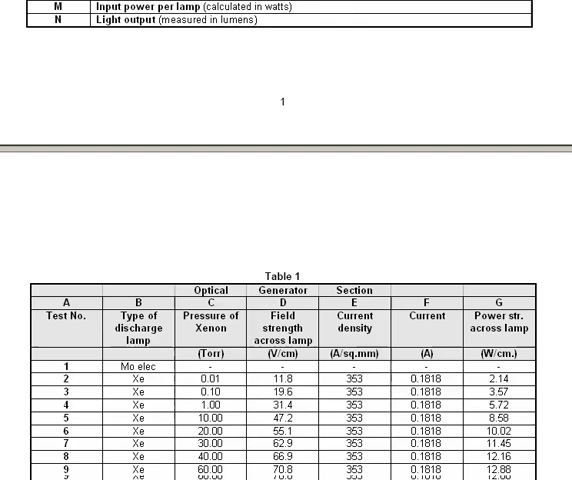 M Input power per lamp (calculated in watts)
N Light output (measured in lumens)
1
Table 1
Optical Generator Section
A B C D E F G
Test No. Type of discharge lamp Pressure of Xenon Field strength across lamp Current density Current Power str. across lamp
(Torr) (V/cm) (A/sq.mm) (A) (W/cm.)
1 Mo elec - - - - -
2 Xe 0.01 11.8 353 0.1818 2.14
3 Xe 0.10 19.6 353 0.1818 3.57
4 Xe 1.00 31.4 353 0.1818 5.72
5 Xe 10.00 47.2 353 0.1818 8.58
6 Xe 20.00 55.1 353 0.1818 10.02
7 Xe 30.00 62.9 353 0.1818 11.45
8 Xe 40.00 66.9 353 0.1818 12.16
9 Xe 60.00 70.8 353 0.1818 12.88